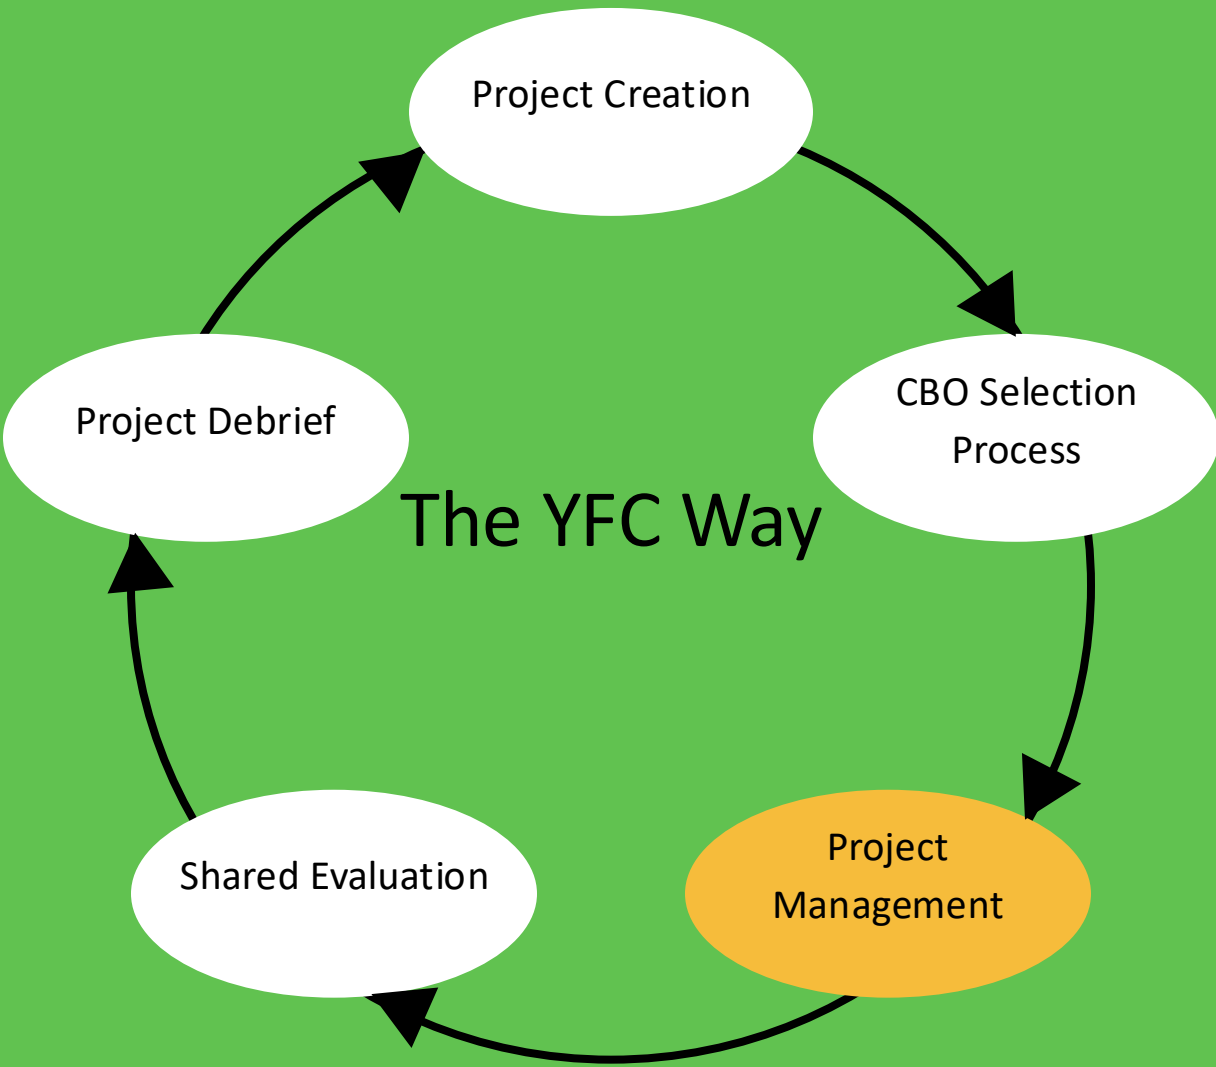 Project Creation
CBO Selection
Process
Project Debrief
The YFC Way
Project
Management
Shared Evaluation